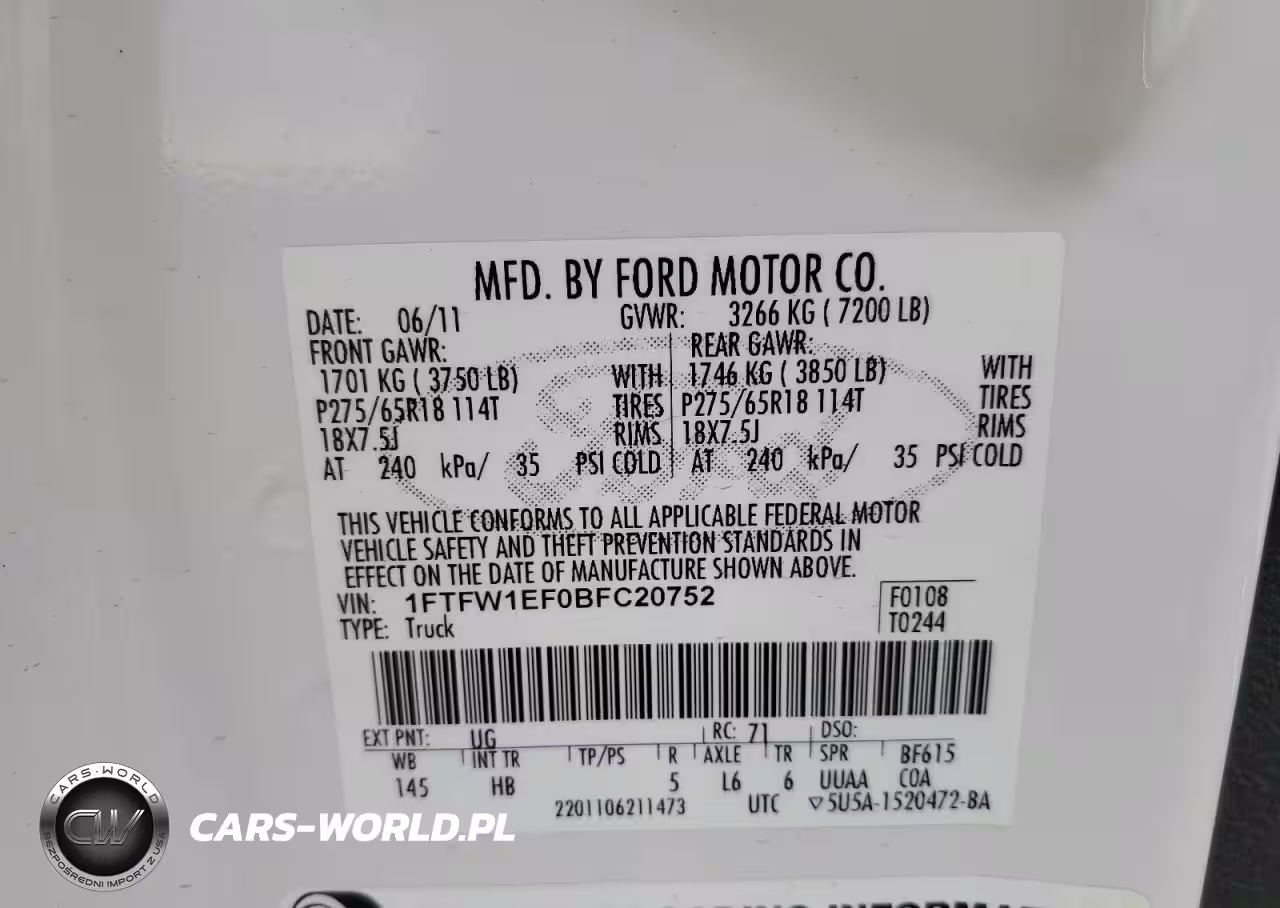 MFD. BY FORD MOTOR CO.
DATE: 06/11 GVWR: 3266 KG ( 7200 LB)
FRONT GAWR: REAR GAWR:
1701 KG ( 3750 LB) WITH 1746 KG ( 3850 LB) WITH
P275/65R18 114T TIRES P275/65R18 114T TIRES
18X7.5J RIMS 18X7.5J RIMS
AT 240 kPa/ 35 PSI COLD AT 240 kPa/ 35 PSI COLD
THIS VEHICLE CONFORMS TO ALL APPLICABLE FEDERAL MOTOR
VEHICLE SAFETY AND THEFT PREVENTION STANDARDS IN
EFFECT ON THE DATE OF MANUFACTURE SHOWN ABOVE.
VIN: 1FTFW1EF0BFC20752 F0108
TYPE: Truck T0244
EXT PNT: UG RC: 71 DSO:
WB INT TR TP/PS R AXLE TR SPR BF615
145 HB 5 L6 6 UUAA COA
2201106211473 UTC ▽5U5A-1520472-BA
CARS-WORLD
CW
BEZPOŚREDNI IMPORT Z USA
CARS-WORLD.PL